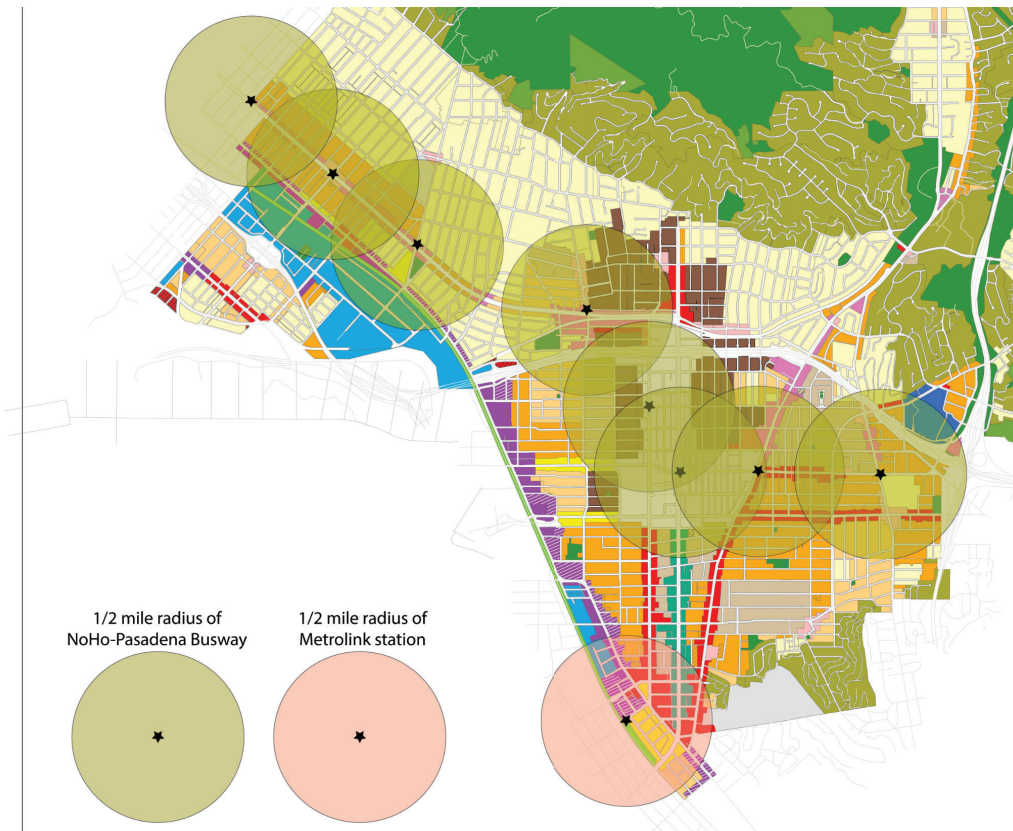 1/2 mile radius of
NoHo-Pasadena Busway
1/2 mile radius of
Metrolink station